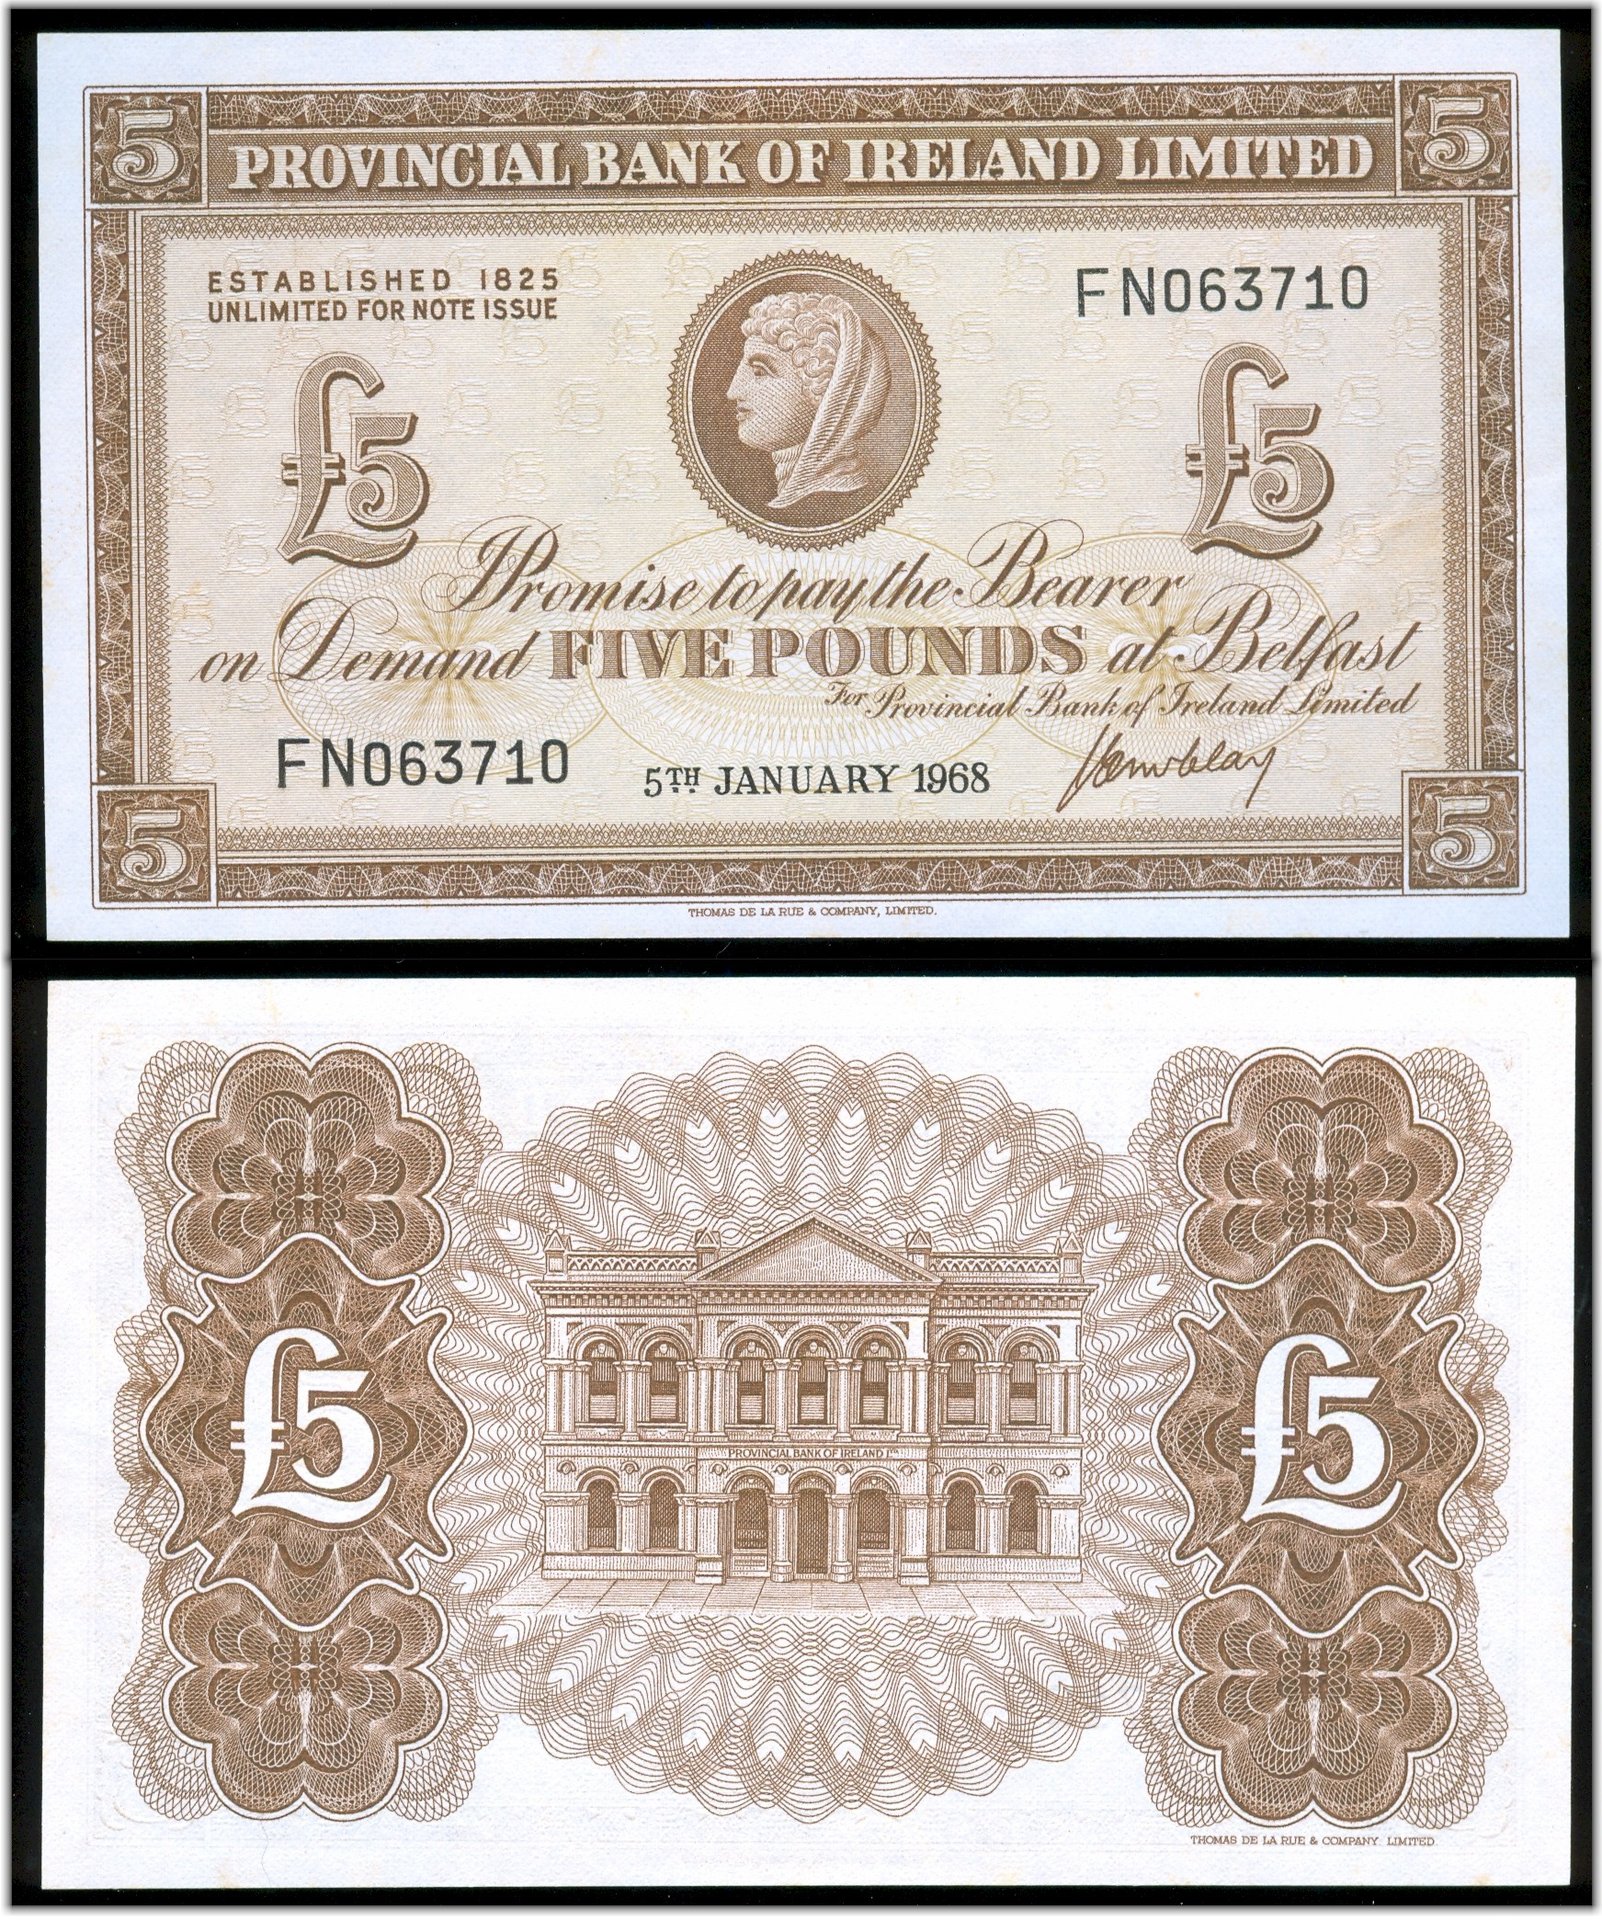 5 5
PROVINCIAL BANK OF IRELAND LIMITED
ESTABLISHED 1825
UNLIMITED FOR NOTE ISSUE
FN063710
£5 £5
I Promise to pay the Bearer
on Demand FIVE POUNDS at Belfast
For Provincial Bank of Ireland Limited
FN063710
5TH JANUARY 1968
5 5
THOMAS DE LA RUE & COMPANY, LIMITED.
£5 £5
PROVINCIAL BANK OF IRELAND LTD
THOMAS DE LA RUE & COMPANY. LIMITED